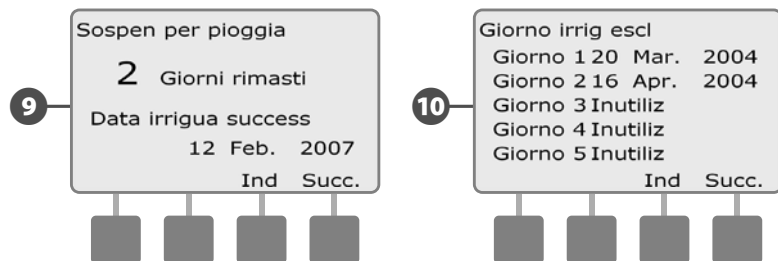 Sospen per pioggia
2 Giorni rimasti
Data irrigua success
12 Feb. 2007
Ind Succ.
9
Giorno irrig escl
Giorno 1 20 Mar. 2004
Giorno 2 16 Apr. 2004
Giorno 3 Inutiliz
Giorno 4 Inutiliz
Giorno 5 Inutiliz
Ind Succ.
10